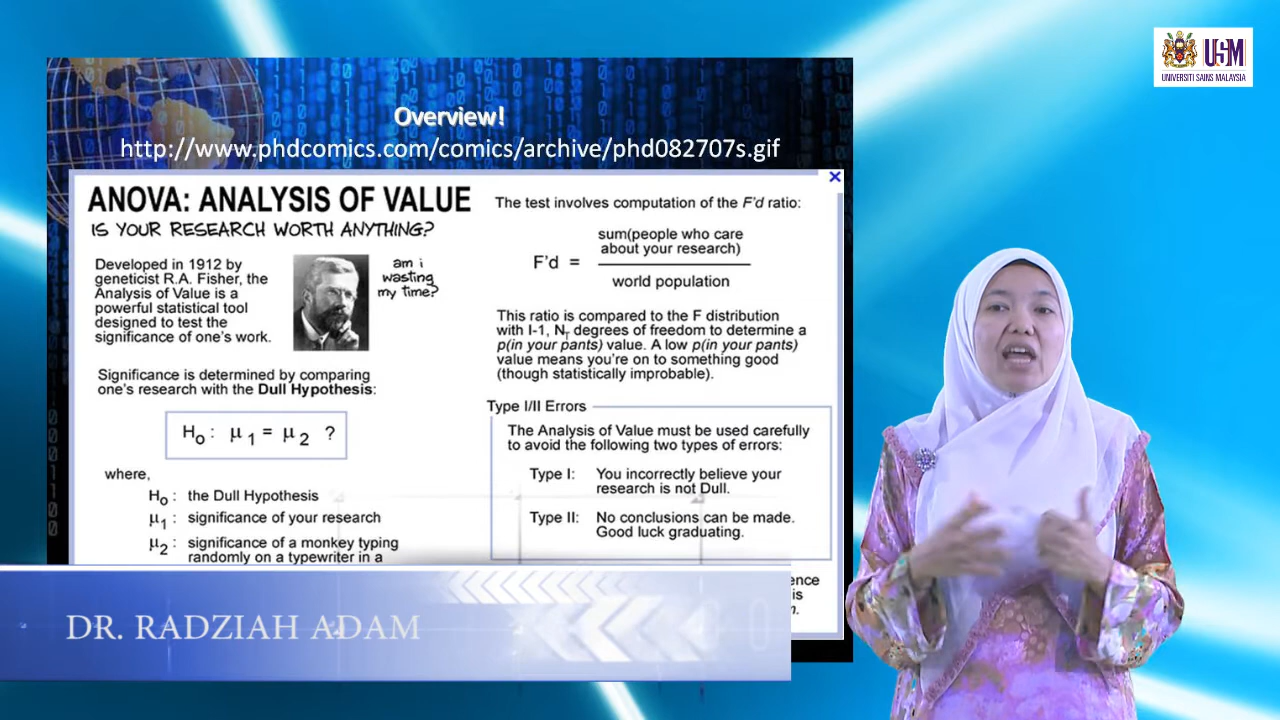 USM
UNIVERSITI SAINS MALAYSIA
Overview!
http://www.phdcomics.com/comics/archive/phd082707s.gif
ANOVA: ANALYSIS OF VALUE
IS YOUR RESEARCH WORTH ANYTHING?
Developed in 1912 by
geneticist R.A. Fisher, the
Analysis of Value is a
powerful statistical tool
designed to test the
significance of one's work.
am i
wasting
my time?
Significance is determined by comparing
one's research with the Dull Hypothesis:
H₀ : μ₁ = μ₂ ?
where,
H₀ : the Dull Hypothesis
μ₁ : significance of your research
μ₂ : significance of a monkey typing
randomly on a typewriter in a
The test involves computation of the F'd ratio:
F'd =
sum(people who care
about your research)
world population
This ratio is compared to the F distribution
with I-1, N_T degrees of freedom to determine a
p(in your pants) value. A low p(in your pants)
value means you're on to something good
(though statistically improbable).
Type I/II Errors
The Analysis of Value must be used carefully
to avoid the following two types of errors:
Type I: You incorrectly believe your
research is not Dull.
Type II: No conclusions can be made.
Good luck graduating.
DR. RADZIAH ADAM